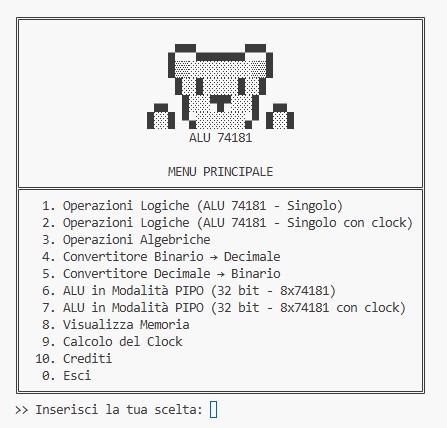 ALU 74181
MENU PRINCIPALE
1. Operazioni Logiche (ALU 74181 - Singolo)
2. Operazioni Logiche (ALU 74181 - Singolo con clock)
3. Operazioni Algebriche
4. Convertitore Binario → Decimale
5. Convertitore Decimale → Binario
6. ALU in Modalità PIPO (32 bit - 8x74181)
7. ALU in Modalità PIPO (32 bit - 8x74181 con clock)
8. Visualizza Memoria
9. Calcolo del Clock
10. Crediti
0. Esci
>> Inserisci la tua scelta: